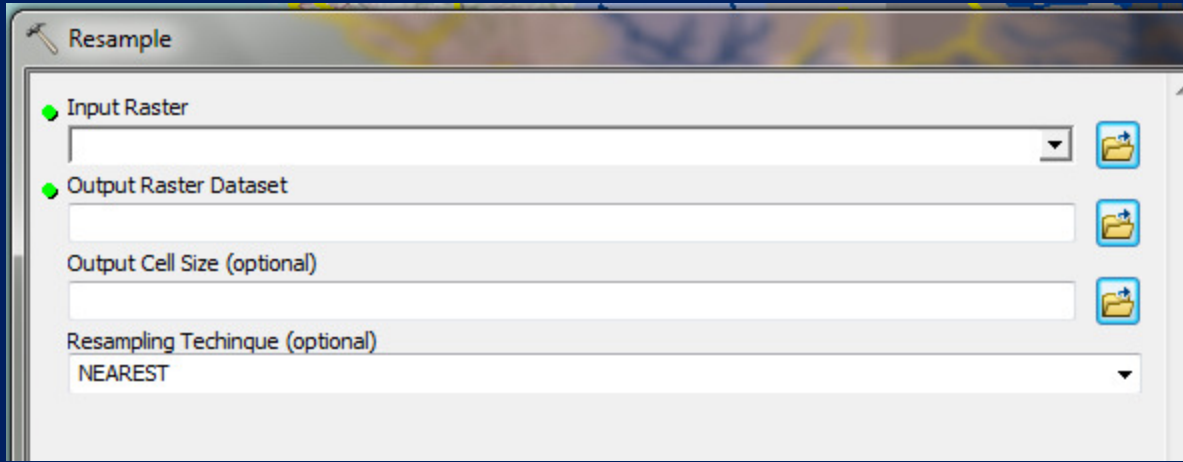 Resample
Input Raster
Output Raster Dataset
Output Cell Size (optional)
Resampling Techinque (optional)
NEAREST